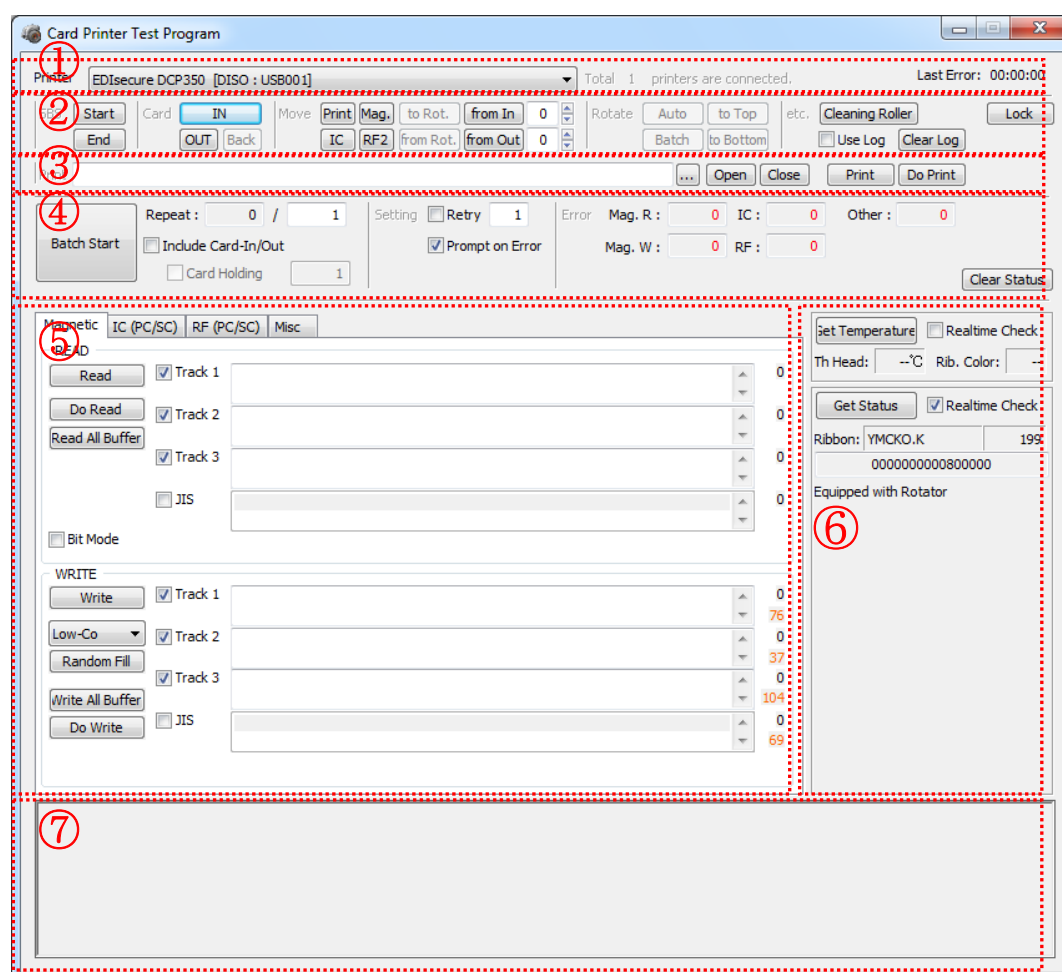 Card Printer Test Program
①
Printer EDIsecure DCP350 [DISO : USB001] Total 1 printers are connected. Last Error: 00:00:00
②
Start Card IN Move Print Mag. to Rot. from In 0 Rotate Auto to Top etc. Cleaning Roller Lock
End OUT Back IC RF2 from Rot. from Out 0 Batch to Bottom Use Log Clear Log
③
... Open Close Print Do Print
④
Batch Start Repeat : 0 / 1 Setting Retry 1 Error Mag. R : 0 IC : 0 Other : 0
Include Card-In/Out Prompt on Error Mag. W : 0 RF : 0
Card Holding 1
Clear Status
⑤
Magnetic IC (PC/SC) RF (PC/SC) Misc
READ
Read Track 1 0
Do Read Track 2 0
Read All Buffer
Track 3 0
JIS 0
Bit Mode
WRITE
Write Track 1 0
76
Low-Co Track 2 0
Random Fill 37
Track 3 0
Write All Buffer 104
Do Write JIS 0
69
Get Temperature Realtime Check
Th Head: --℃ Rib. Color: --
Get Status Realtime Check
Ribbon: YMCKO.K 199
0000000000800000
Equipped with Rotator
⑥
⑦